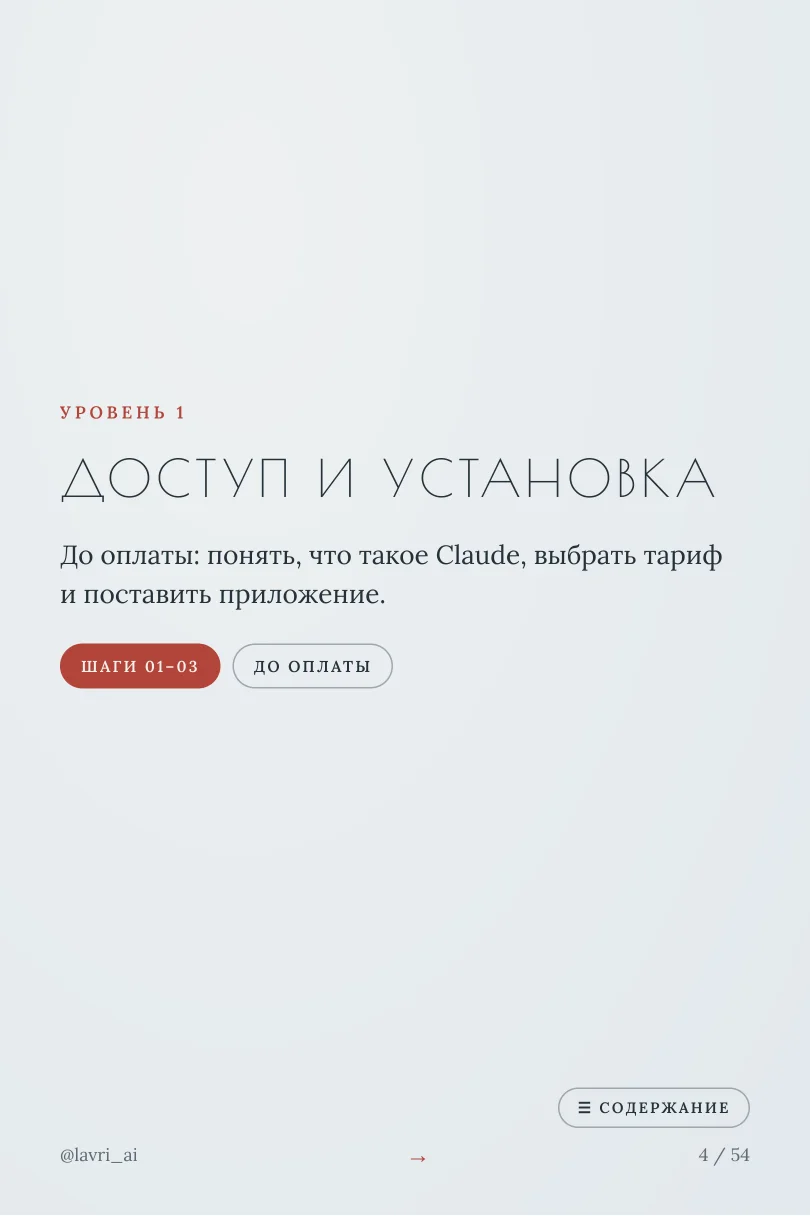 УРОВЕНЬ 1
ДОСТУП И УСТАНОВКА
До оплаты: понять, что такое Claude, выбрать тариф
и поставить приложение.
ШАГИ 01–03
ДО ОПЛАТЫ
☰ СОДЕРЖАНИЕ
@lavri_ai
→
4 / 54